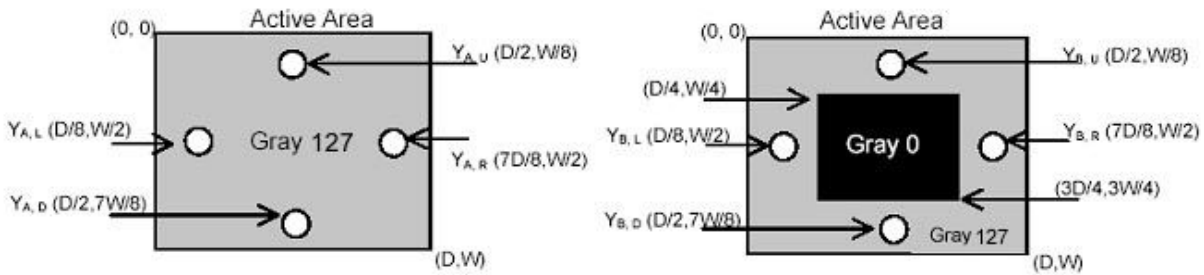 Active Area
(0, 0)
Y_A, U (D/2,W/8)
Y_A, L (D/8,W/2)
Gray 127
Y_A, R (7D/8,W/2)
Y_A, D (D/2,7W/8)
(D,W)
Active Area
(0, 0)
Y_B, U (D/2,W/8)
(D/4,W/4)
Y_B, L (D/8,W/2)
Gray 0
Y_B, R (7D/8,W/2)
(3D/4,3W/4)
Y_B, D (D/2,7W/8)
Gray 127
(D,W)